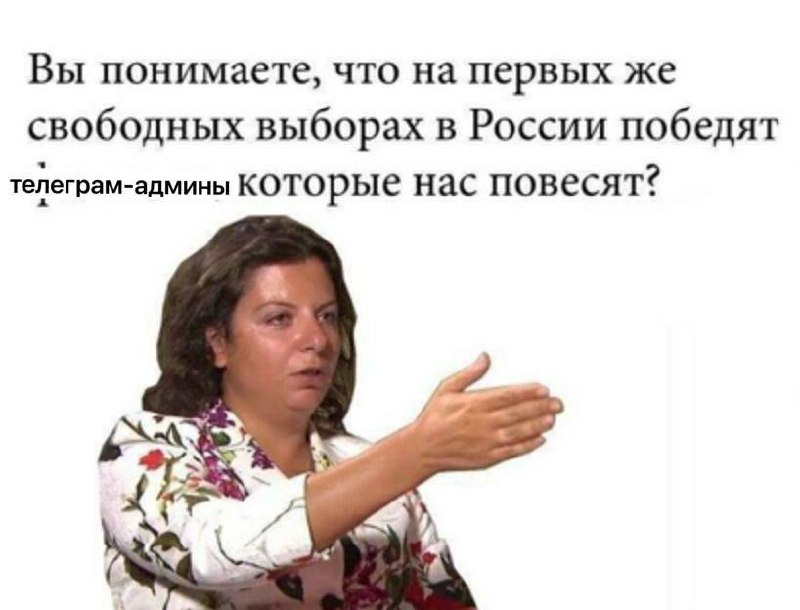 Вы понимаете, что на первых же
свободных выборах в России победят
телеграм-админы которые нас повесят?